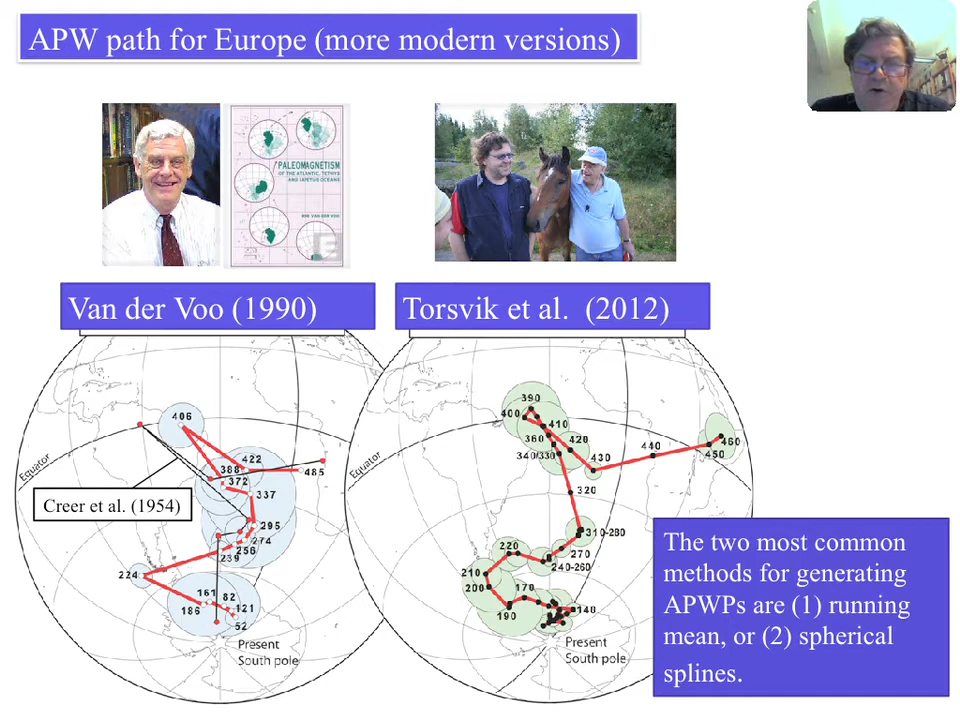 APW path for Europe (more modern versions)
PALEOMAGNETISM
OF THE ATLANTIC, TETHYS
AND IAPETUS OCEANS
ROB VAN DER VOO
Van der Voo (1990)
Torsvik et al. (2012)
406
422
388
372
485
337
295
274
256
239
224
161
82
186
121
52
Equator
Creer et al. (1954)
Present
South pole
390
400
410
360
420
340/330
430
440
460
450
320
310-280
270
240-260
220
210
200
170
190
140
Equator
Present
South pole
The two most common
methods for generating
APWPs are (1) running
mean, or (2) spherical
splines.